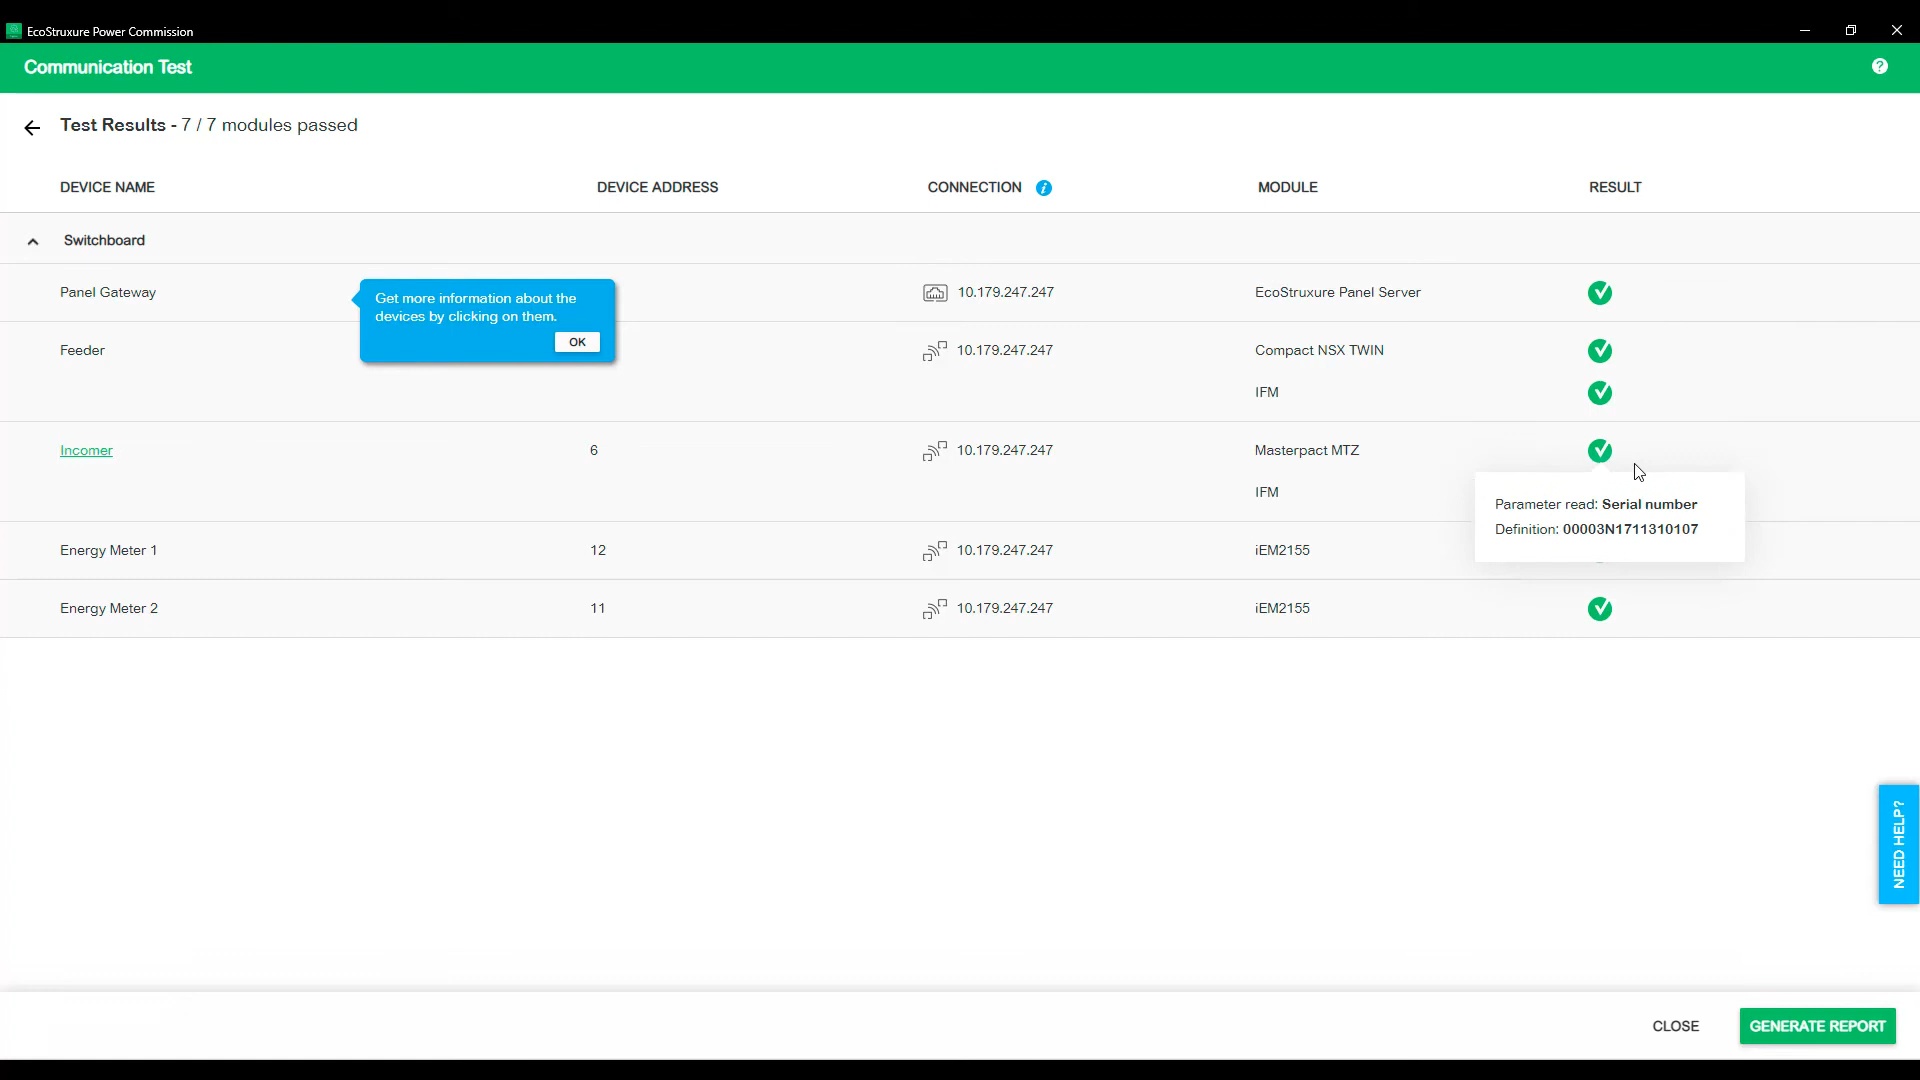 EcoStruxure Power Commission
Communication Test
?
Test Results - 7 / 7 modules passed
DEVICE NAME
DEVICE ADDRESS
CONNECTION i
MODULE
RESULT
Switchboard
Panel Gateway
10.179.247.247
EcoStruxure Panel Server
Get more information about the
devices by clicking on them.
OK
Feeder
10.179.247.247
Compact NSX TWIN
IFM
Incomer
6
10.179.247.247
Masterpact MTZ
IFM
Parameter read: Serial number
Definition: 00003N1711310107
Energy Meter 1
12
10.179.247.247
iEM2155
Energy Meter 2
11
10.179.247.247
iEM2155
NEED HELP?
CLOSE
GENERATE REPORT